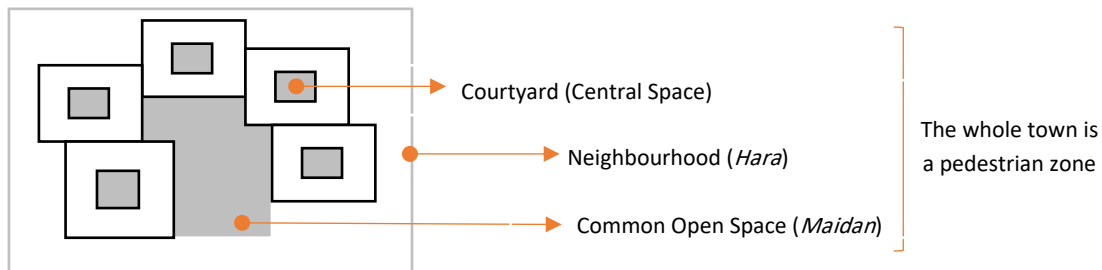 Courtyard (Central Space)
Neighbourhood (Hara)
Common Open Space (Maidan)
The whole town is
a pedestrian zone